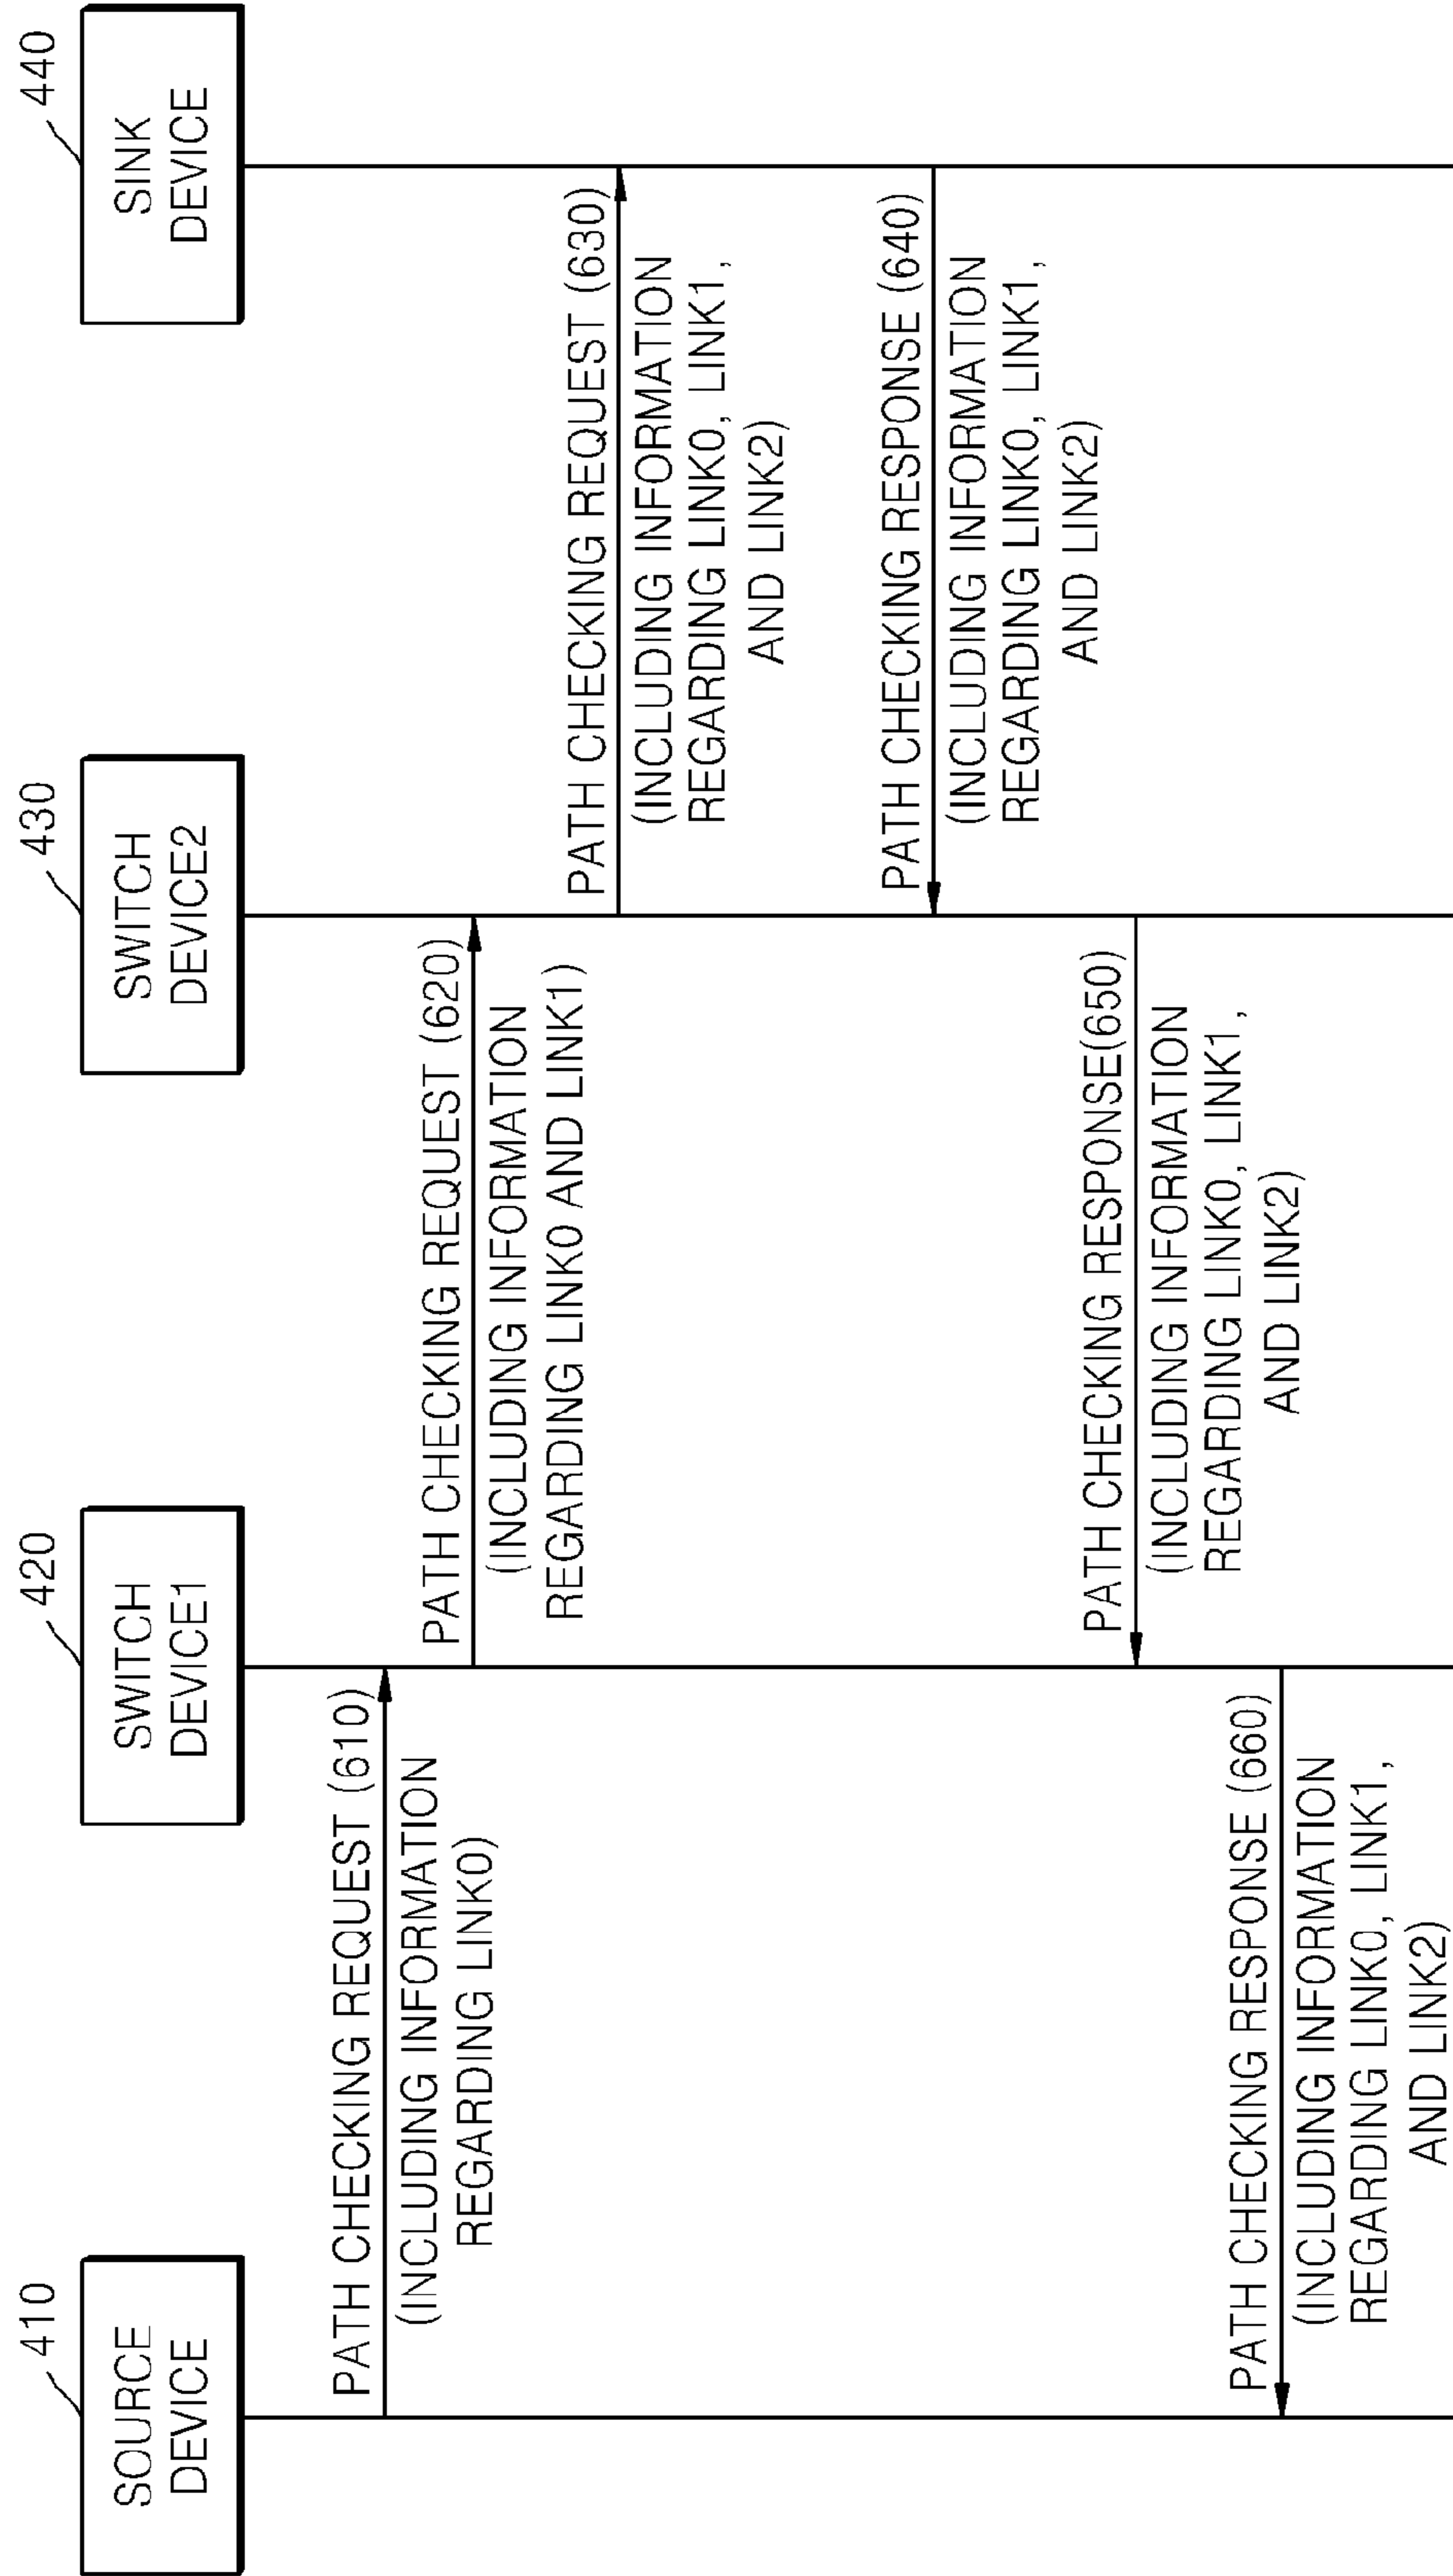 410
SOURCE
DEVICE
420
SWITCH
DEVICE1
430
SWITCH
DEVICE2
440
SINK
DEVICE
PATH CHECKING REQUEST (610)
(INCLUDING INFORMATION
REGARDING LINK0)
PATH CHECKING REQUEST (620)
(INCLUDING INFORMATION
REGARDING LINK0 AND LINK1)
PATH CHECKING REQUEST (630)
(INCLUDING INFORMATION
REGARDING LINK0, LINK1,
AND LINK2)
PATH CHECKING RESPONSE (640)
(INCLUDING INFORMATION
REGARDING LINK0, LINK1,
AND LINK2)
PATH CHECKING RESPONSE(650)
(INCLUDING INFORMATION
REGARDING LINK0, LINK1,
AND LINK2)
PATH CHECKING RESPONSE (660)
(INCLUDING INFORMATION
REGARDING LINK0, LINK1,
AND LINK2)